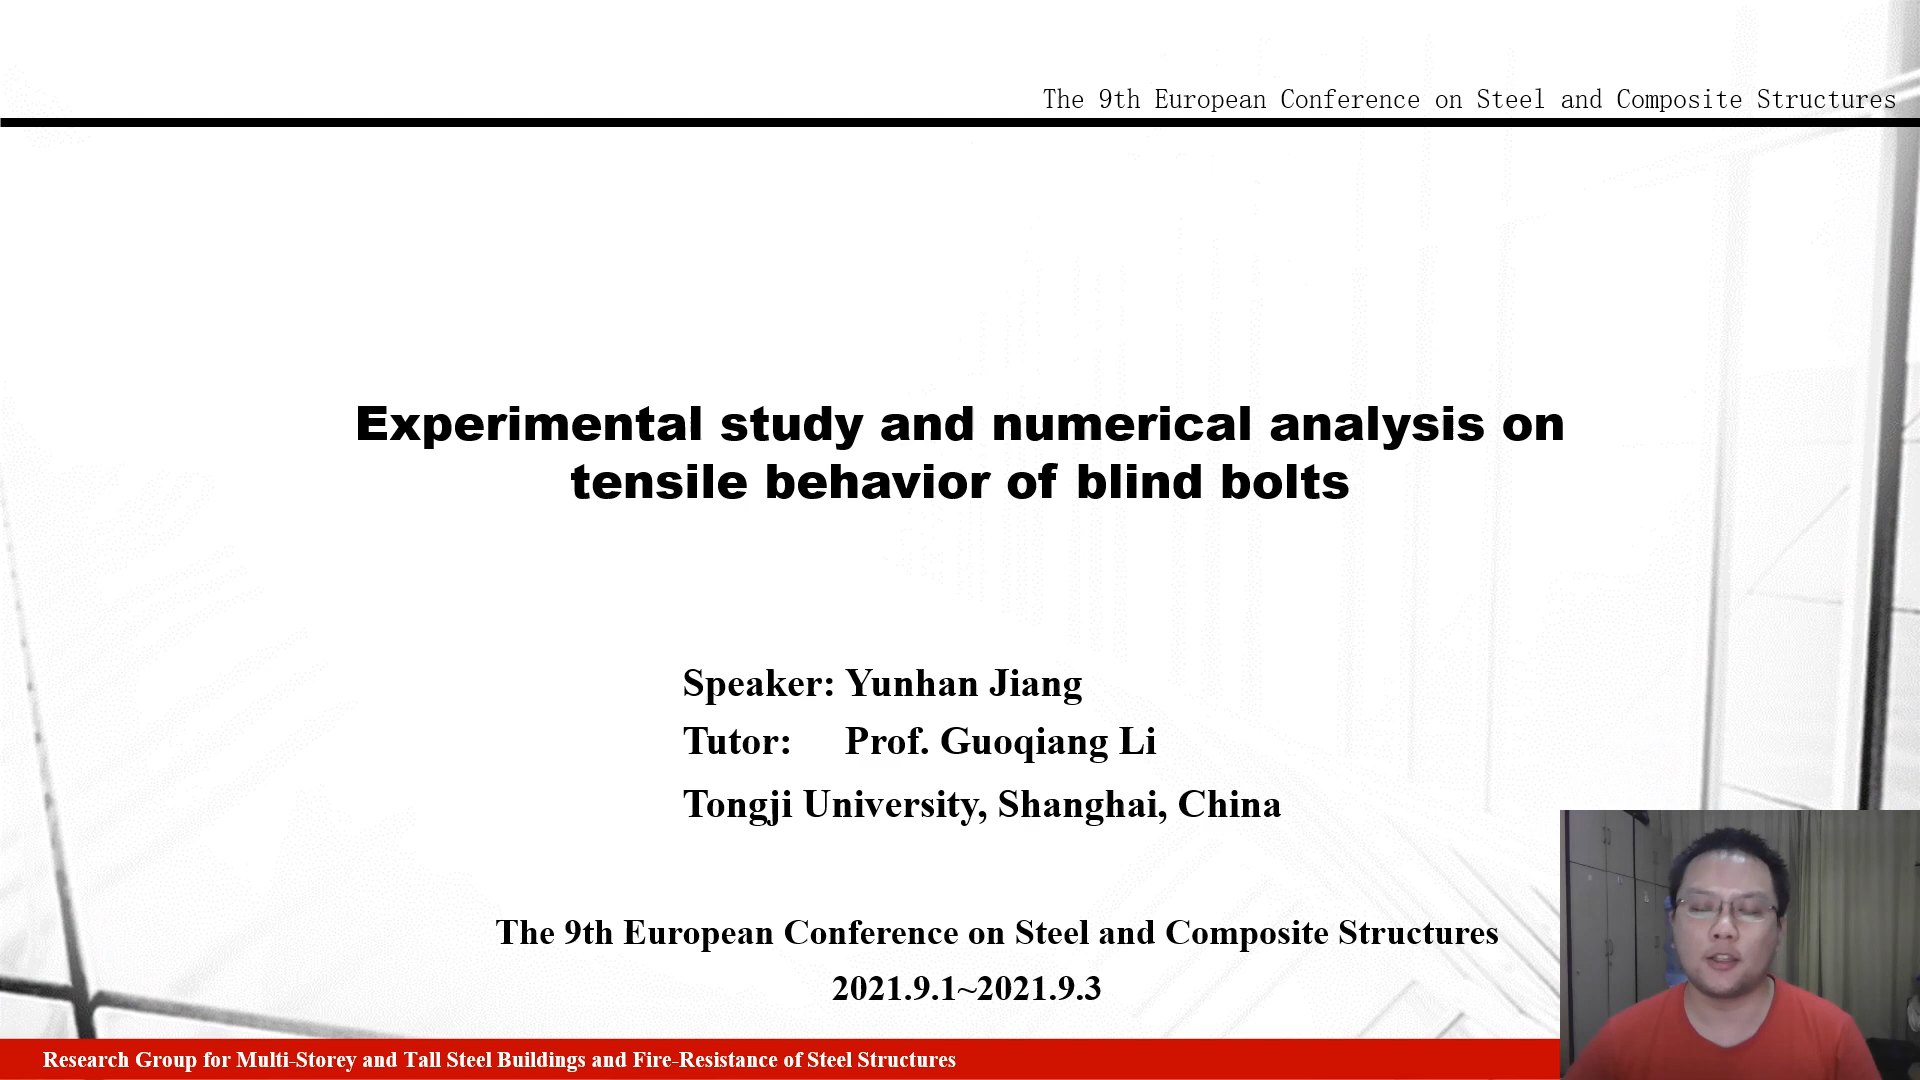 The 9th European Conference on Steel and Composite Structures
Experimental study and numerical analysis on
tensile behavior of blind bolts
Speaker: Yunhan Jiang
Tutor: Prof. Guoqiang Li
Tongji University, Shanghai, China
The 9th European Conference on Steel and Composite Structures
2021.9.1~2021.9.3
Research Group for Multi-Storey and Tall Steel Buildings and Fire-Resistance of Steel Structures